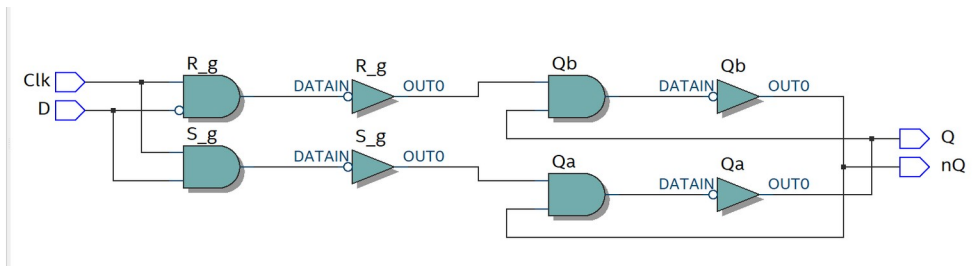 R_g R_g Qb Qb
Clk DATAIN OUT0 DATAIN OUT0
D
S_g S_g Q
DATAIN OUT0 Qa Qa nQ
DATAIN OUT0